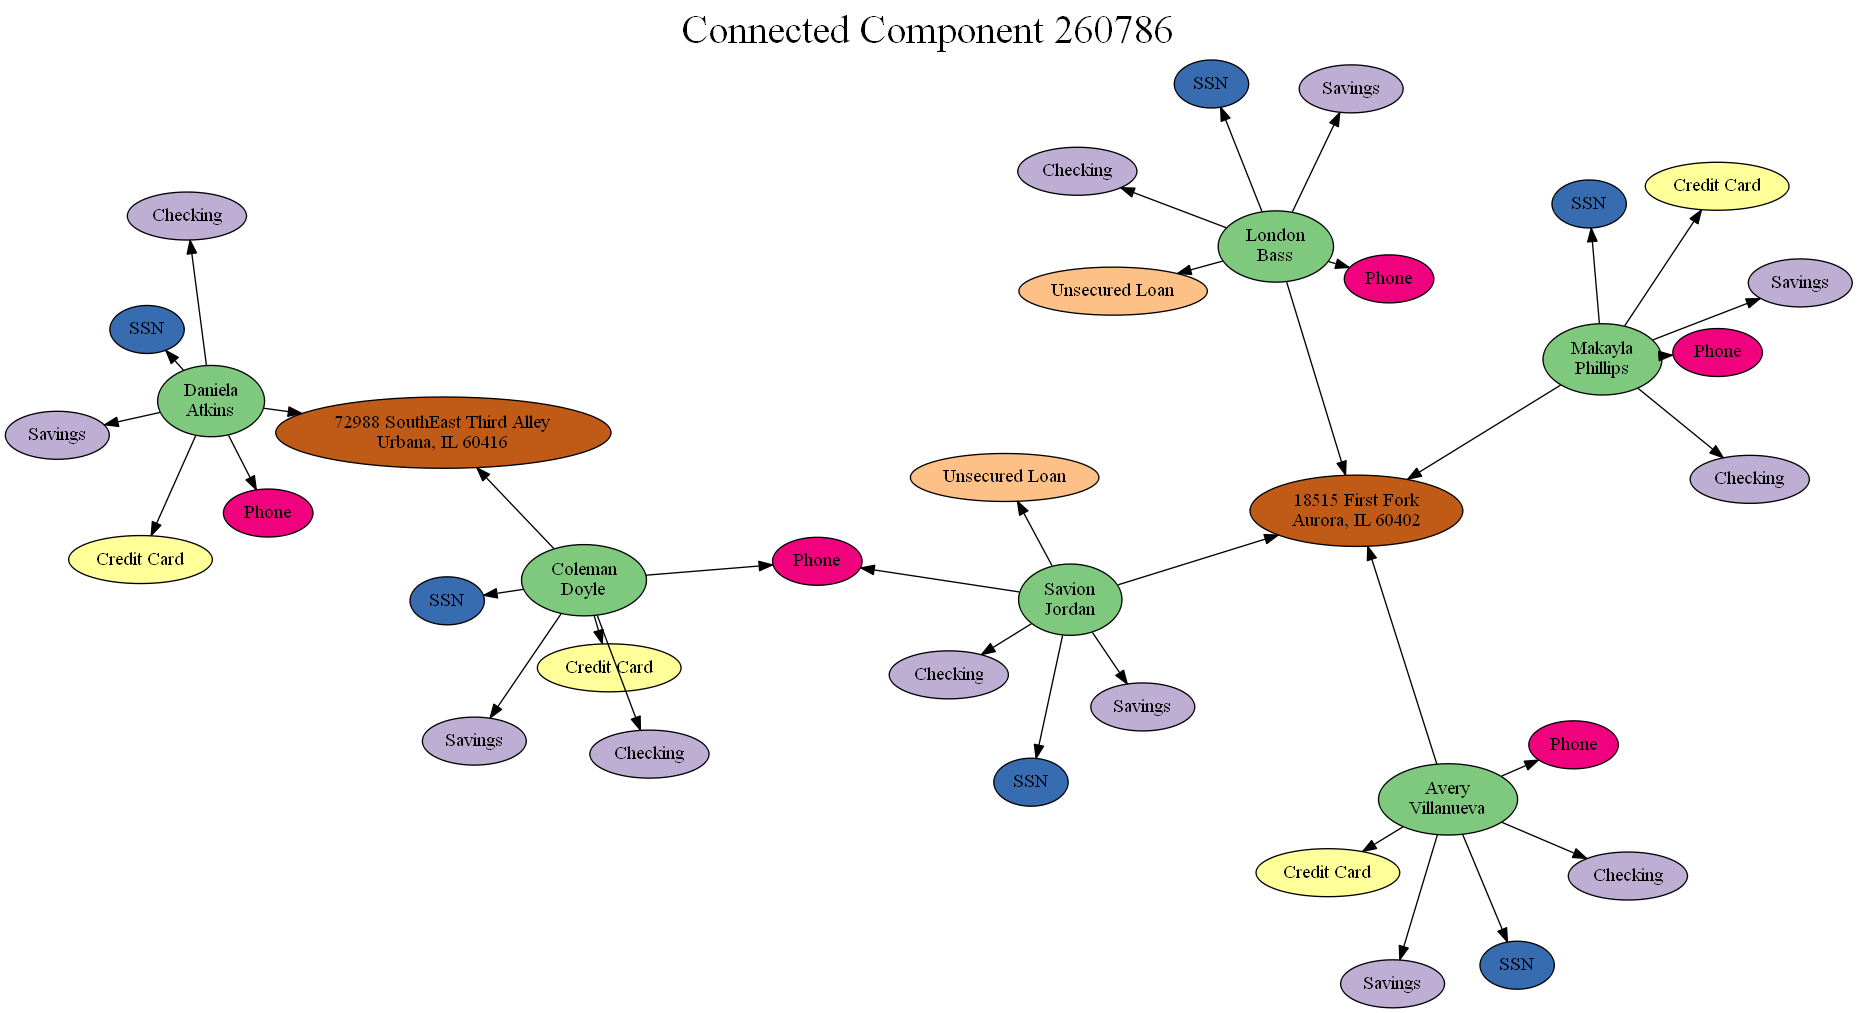 Connected Component 260786
SSN
Savings
Checking
London
Bass
Unsecured Loan
Phone
SSN
Credit Card
Savings
Makayla
Phillips
Phone
Checking
Checking
SSN
Daniela
Atkins
Savings
72988 SouthEast Third Alley
Urbana, IL 60416
Phone
Credit Card
Unsecured Loan
18515 First Fork
Aurora, IL 60402
Coleman
Doyle
Phone
SSN
Savion
Jordan
Credit Card
Checking
Savings
Savings
Checking
SSN
Phone
Avery
Villanueva
Credit Card
Checking
Savings
SSN